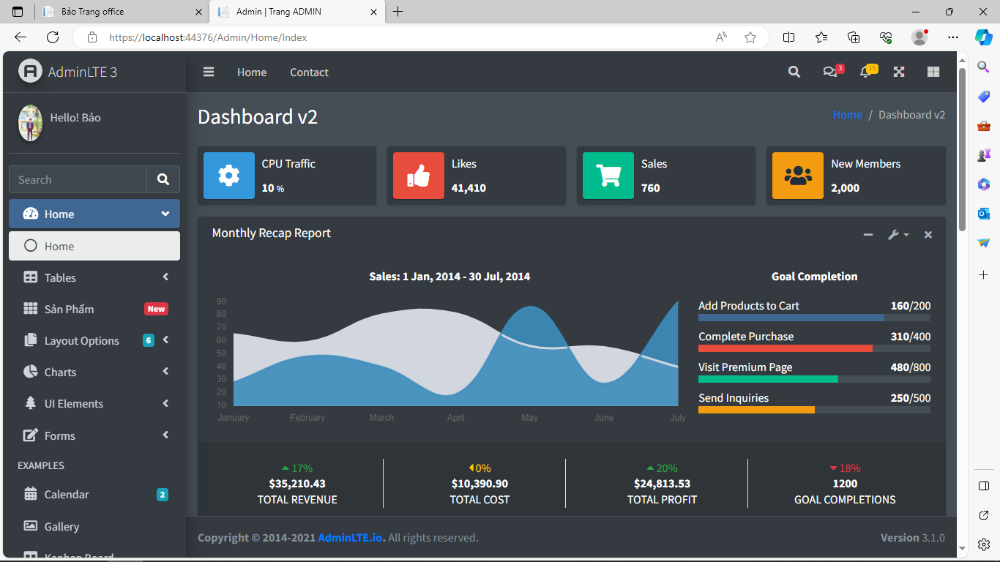 Bảo Trang office
Admin | Trang ADMIN
https://localhost:44376/Admin/Home/Index
AdminLTE 3
Home
Contact
3
15
Hello! Bảo
Search
Home
Home
Tables
Sản Phẩm New
Layout Options 6
Charts
UI Elements
Forms
EXAMPLES
Calendar 2
Gallery
Kanban Board
Dashboard v2
Home / Dashboard v2
CPU Traffic
10 %
Likes
41,410
Sales
760
New Members
2,000
Monthly Recap Report
Sales: 1 Jan, 2014 - 30 Jul, 2014
90
80
70
60
50
40
30
20
10
January February March April May June July
Goal Completion
Add Products to Cart 160/200
Complete Purchase 310/400
Visit Premium Page 480/800
Send Inquiries 250/500
17%
$35,210.43
TOTAL REVENUE
0%
$10,390.90
TOTAL COST
20%
$24,813.53
TOTAL PROFIT
18%
1200
GOAL COMPLETIONS
Copyright © 2014-2021 AdminLTE.io. All rights reserved.
Version 3.1.0